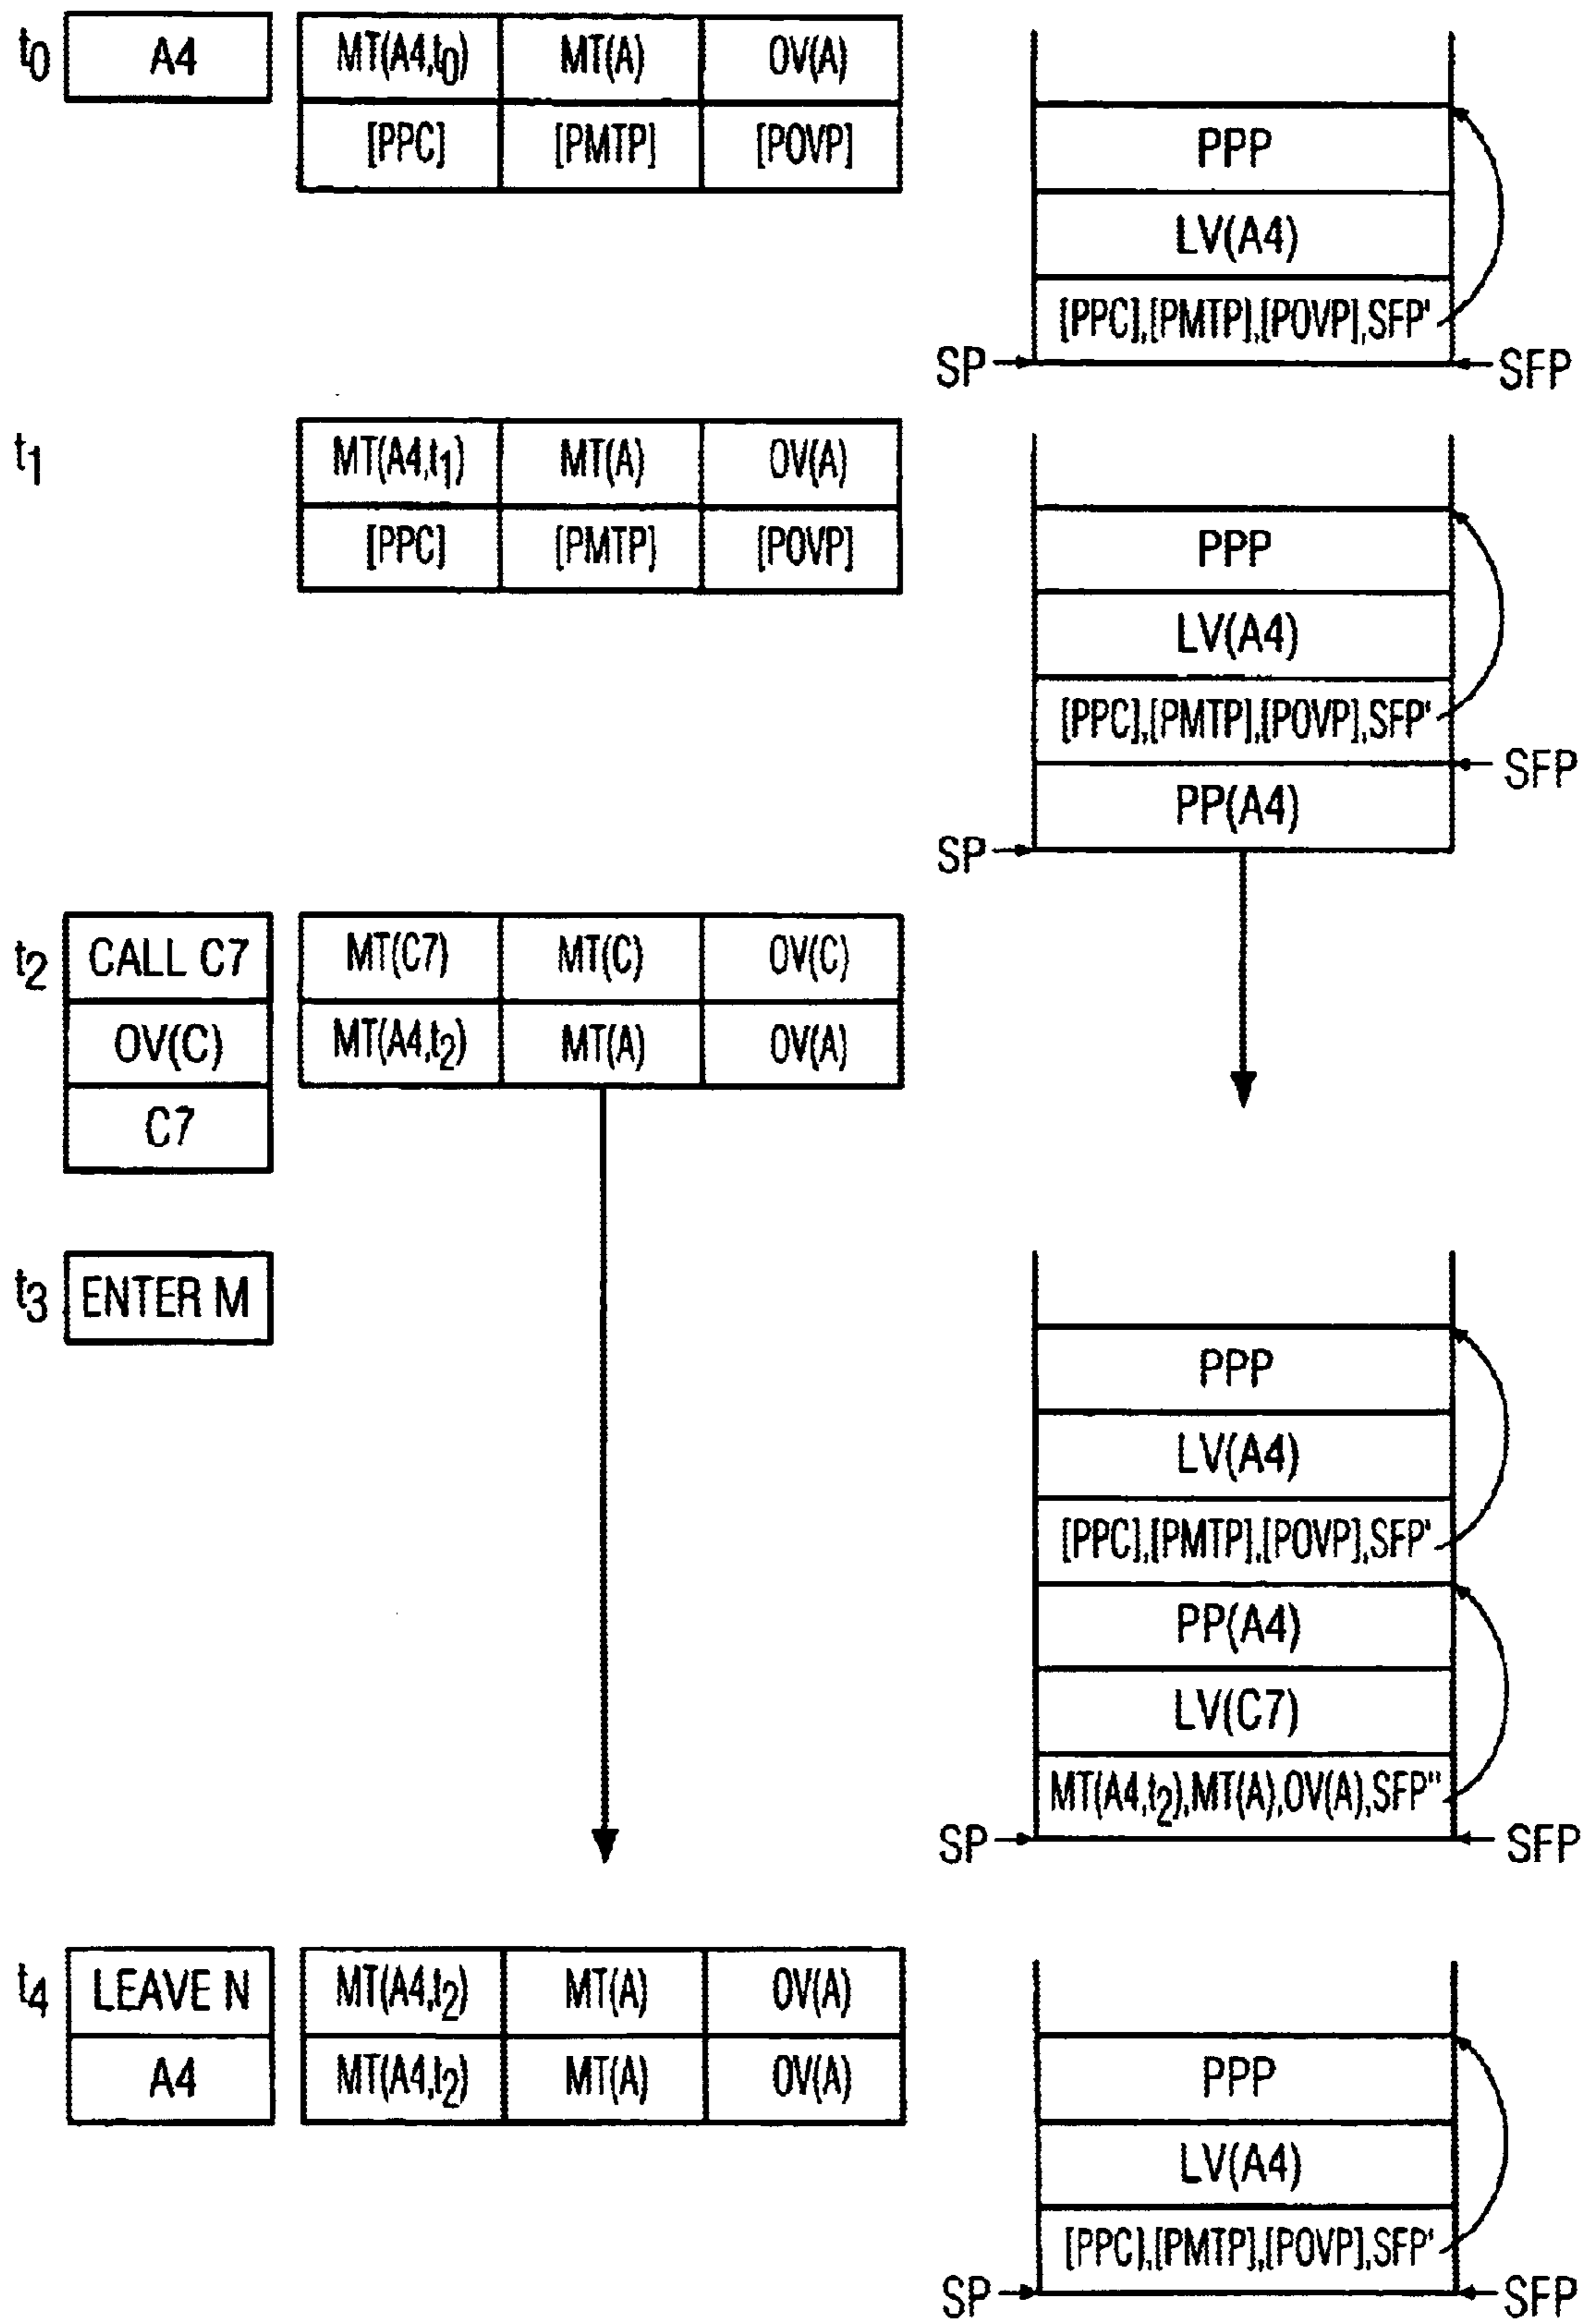 t0 A4 MT(A4,t0) MT(A) OV(A)
[PPC] [PMTP] [POVP]
PPP
LV(A4)
[PPC],[PMTP],[POVP],SFP'
SP SFP
t1 MT(A4,t1) MT(A) OV(A)
[PPC] [PMTP] [POVP]
PPP
LV(A4)
[PPC],[PMTP],[POVP],SFP'
SFP
PP(A4)
SP
t2 CALL C7 MT(C7) MT(C) OV(C)
OV(C) MT(A4,t2) MT(A) OV(A)
C7
t3 ENTER M
PPP
LV(A4)
[PPC],[PMTP],[POVP],SFP'
PP(A4)
LV(C7)
MT(A4,t2),MT(A),OV(A),SFP"
SP SFP
t4 LEAVE N MT(A4,t2) MT(A) OV(A)
A4 MT(A4,t2) MT(A) OV(A)
PPP
LV(A4)
[PPC],[PMTP],[POVP],SFP'
SP SFP